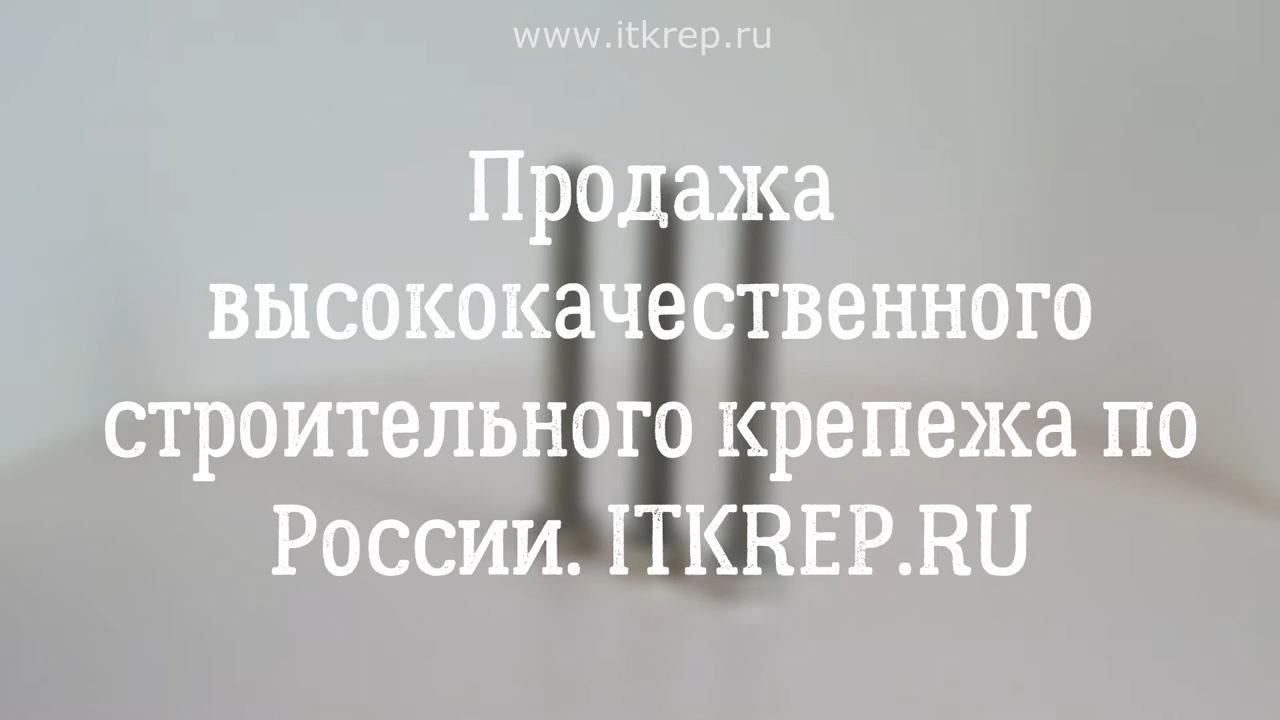 www.itkrep.ru
Продажа
высококачественного
строительного крепежа по
России. ITKREP.RU